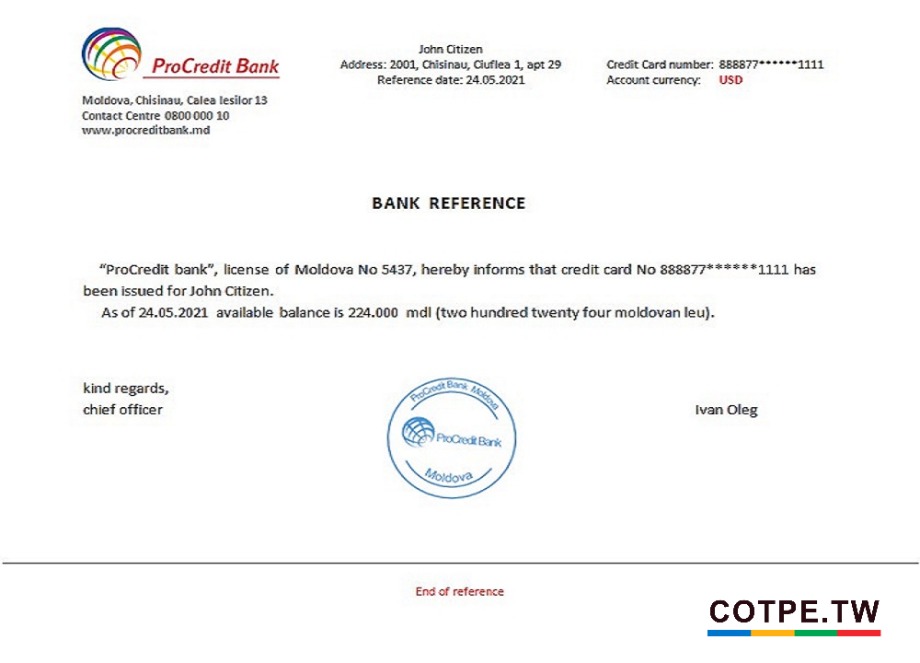 ProCredit Bank
Moldova, Chisinau, Calea Iesilor 13
Contact Centre 0800 000 10
www.procreditbank.md
John Citizen
Address: 2001, Chisinau, Ciuflea 1, apt 29
Reference date: 24.05.2021
Credit Card number: 888877******1111
Account currency: USD
BANK REFERENCE
“ProCredit bank”, license of Moldova No 5437, hereby informs that credit card No 888877******1111 has
been issued for John Citizen.
As of 24.05.2021 available balance is 224.000 mdl (two hundred twenty four moldovan leu).
kind regards,
chief officer
ProCredit Bank Moldova
ProCredit Bank
Moldova
Ivan Oleg
End of reference
COTPE.TW